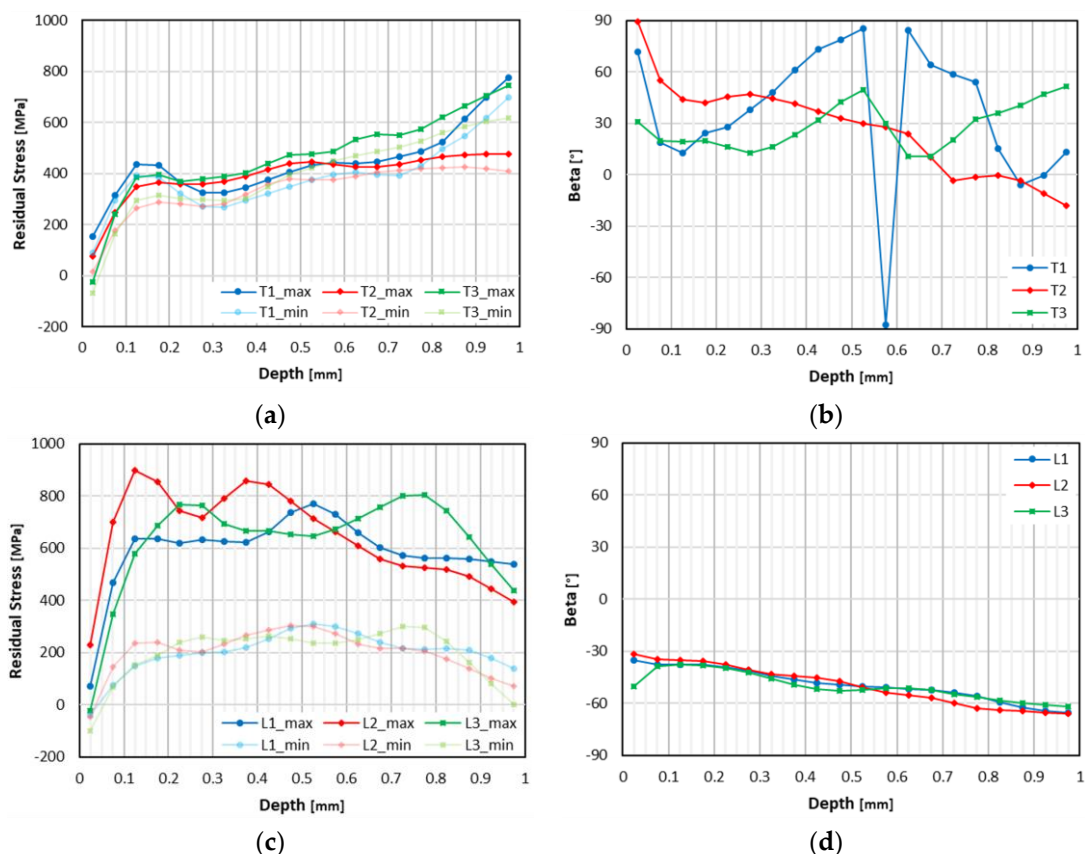 1000
800
600
400
200
0
-200
Residual Stress [MPa]
T1_max T2_max T3_max
T1_min T2_min T3_min
0 0.1 0.2 0.3 0.4 0.5 0.6 0.7 0.8 0.9 1
Depth [mm]
(a)
90
60
30
0
-30
-60
-90
Beta [°]
T1
T2
T3
0 0.1 0.2 0.3 0.4 0.5 0.6 0.7 0.8 0.9 1
Depth [mm]
(b)
1000
800
600
400
200
0
-200
Residual Stress [MPa]
L1_max L2_max L3_max
L1_min L2_min L3_min
0 0.1 0.2 0.3 0.4 0.5 0.6 0.7 0.8 0.9 1
Depth [mm]
(c)
90
60
30
0
-30
-60
-90
Beta [°]
L1
L2
L3
0 0.1 0.2 0.3 0.4 0.5 0.6 0.7 0.8 0.9 1
Depth [mm]
(d)